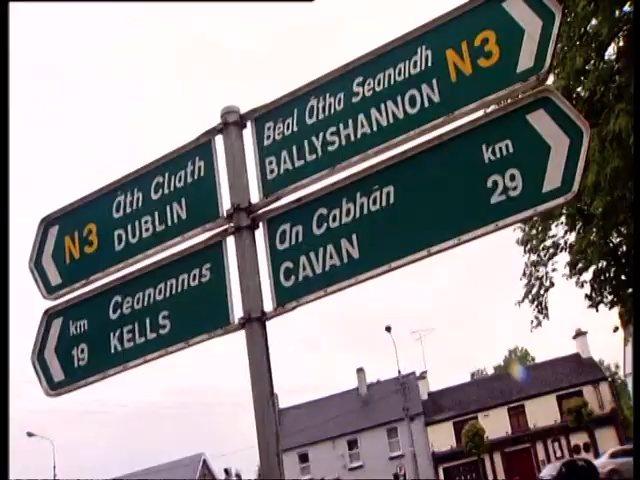 Áth Cliath
N3 DUBLIN
Ceanannas
km
19 KELLS
Béal Átha Seanaidh N3
BALLYSHANNON
An Cabhán km
CAVAN 29